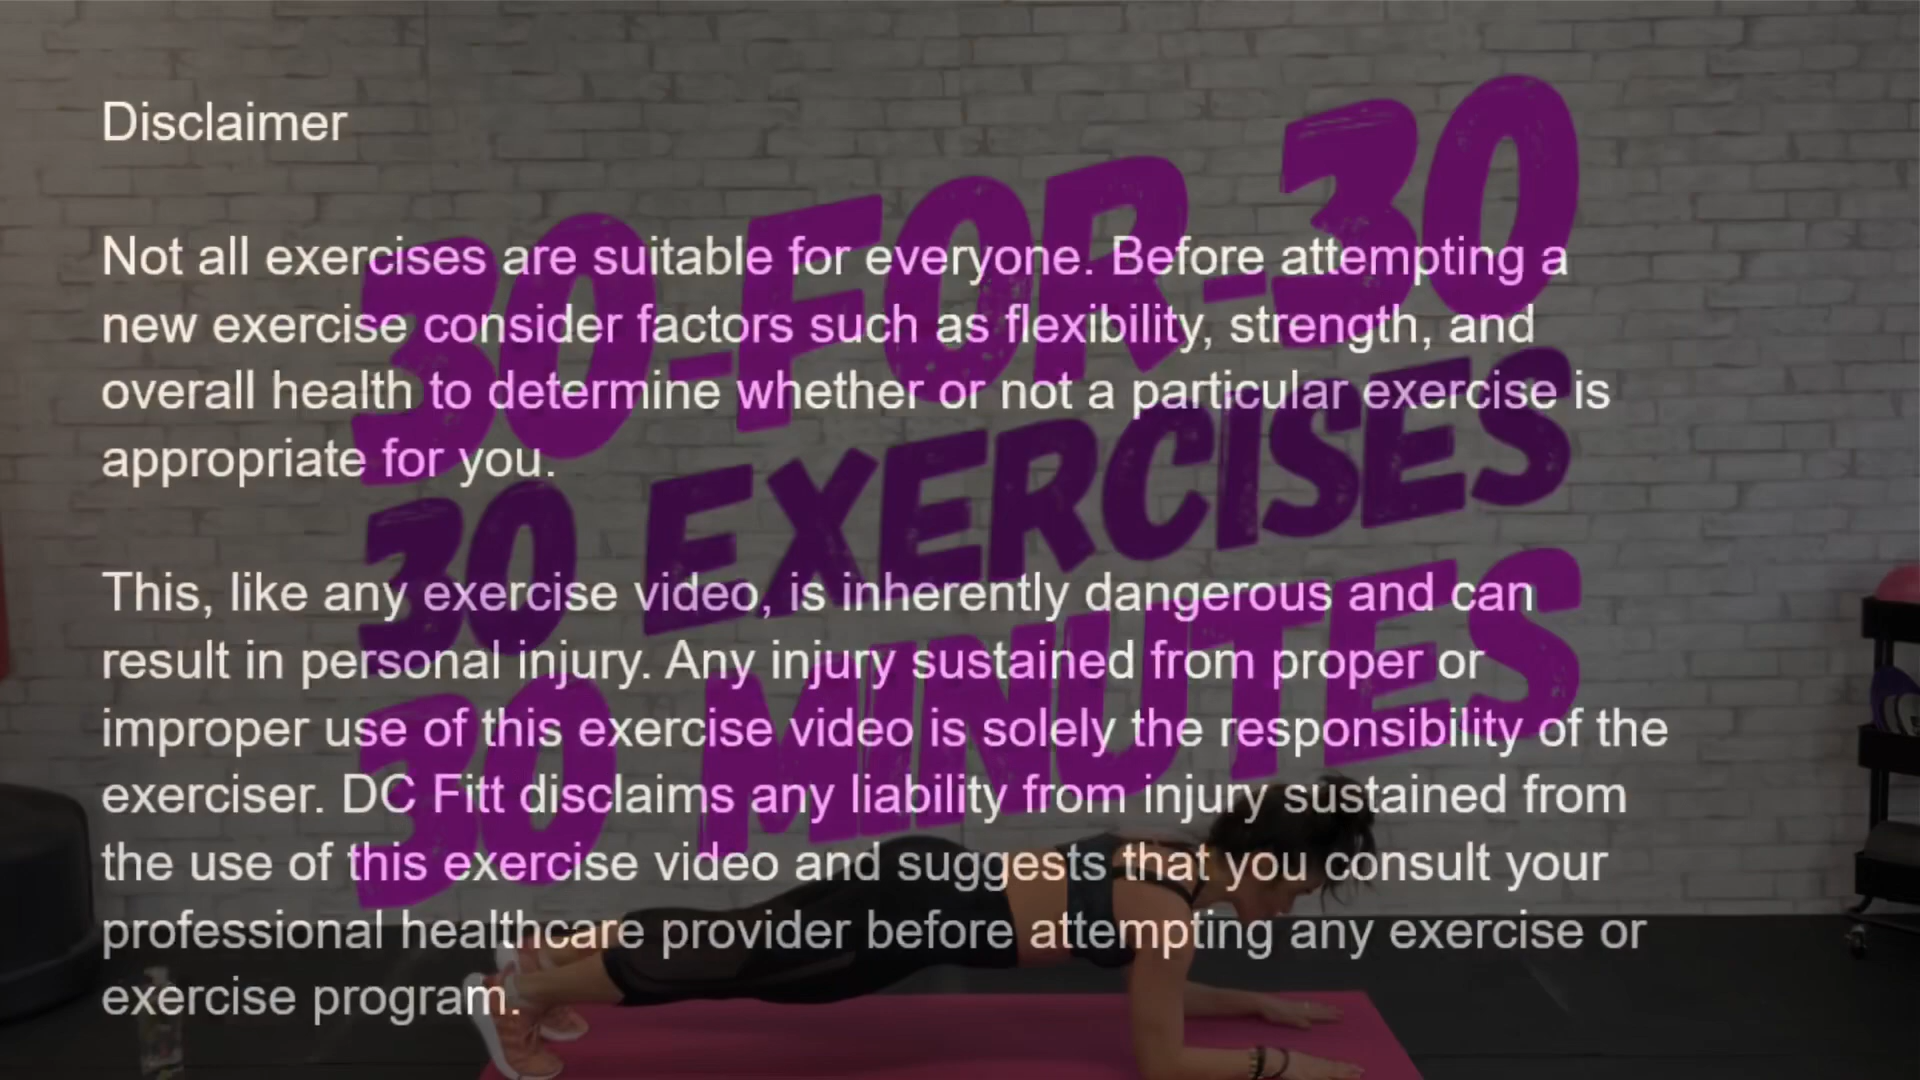 Disclaimer
Not all exercises are suitable for everyone. Before attempting a
new exercise consider factors such as flexibility, strength, and
overall health to determine whether or not a particular exercise is
appropriate for you.
This, like any exercise video, is inherently dangerous and can
result in personal injury. Any injury sustained from proper or
improper use of this exercise video is solely the responsibility of the
exerciser. DC Fitt disclaims any liability from injury sustained from
the use of this exercise video and suggests that you consult your
professional healthcare provider before attempting any exercise or
exercise program.
30-FOR-30
30 EXERCISES
30 MINUTES